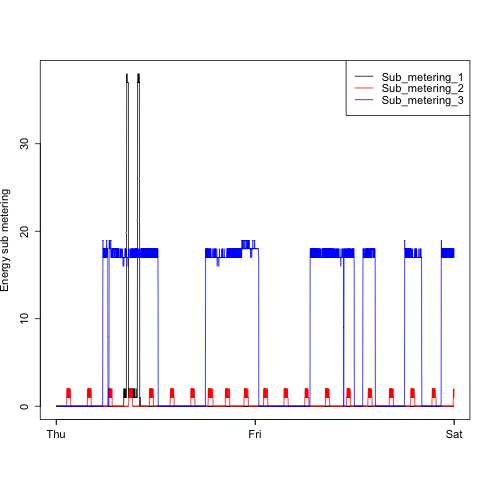 Sub_metering_1
Sub_metering_2
Sub_metering_3
Energy sub metering
30
20
10
0
Thu
Fri
Sat